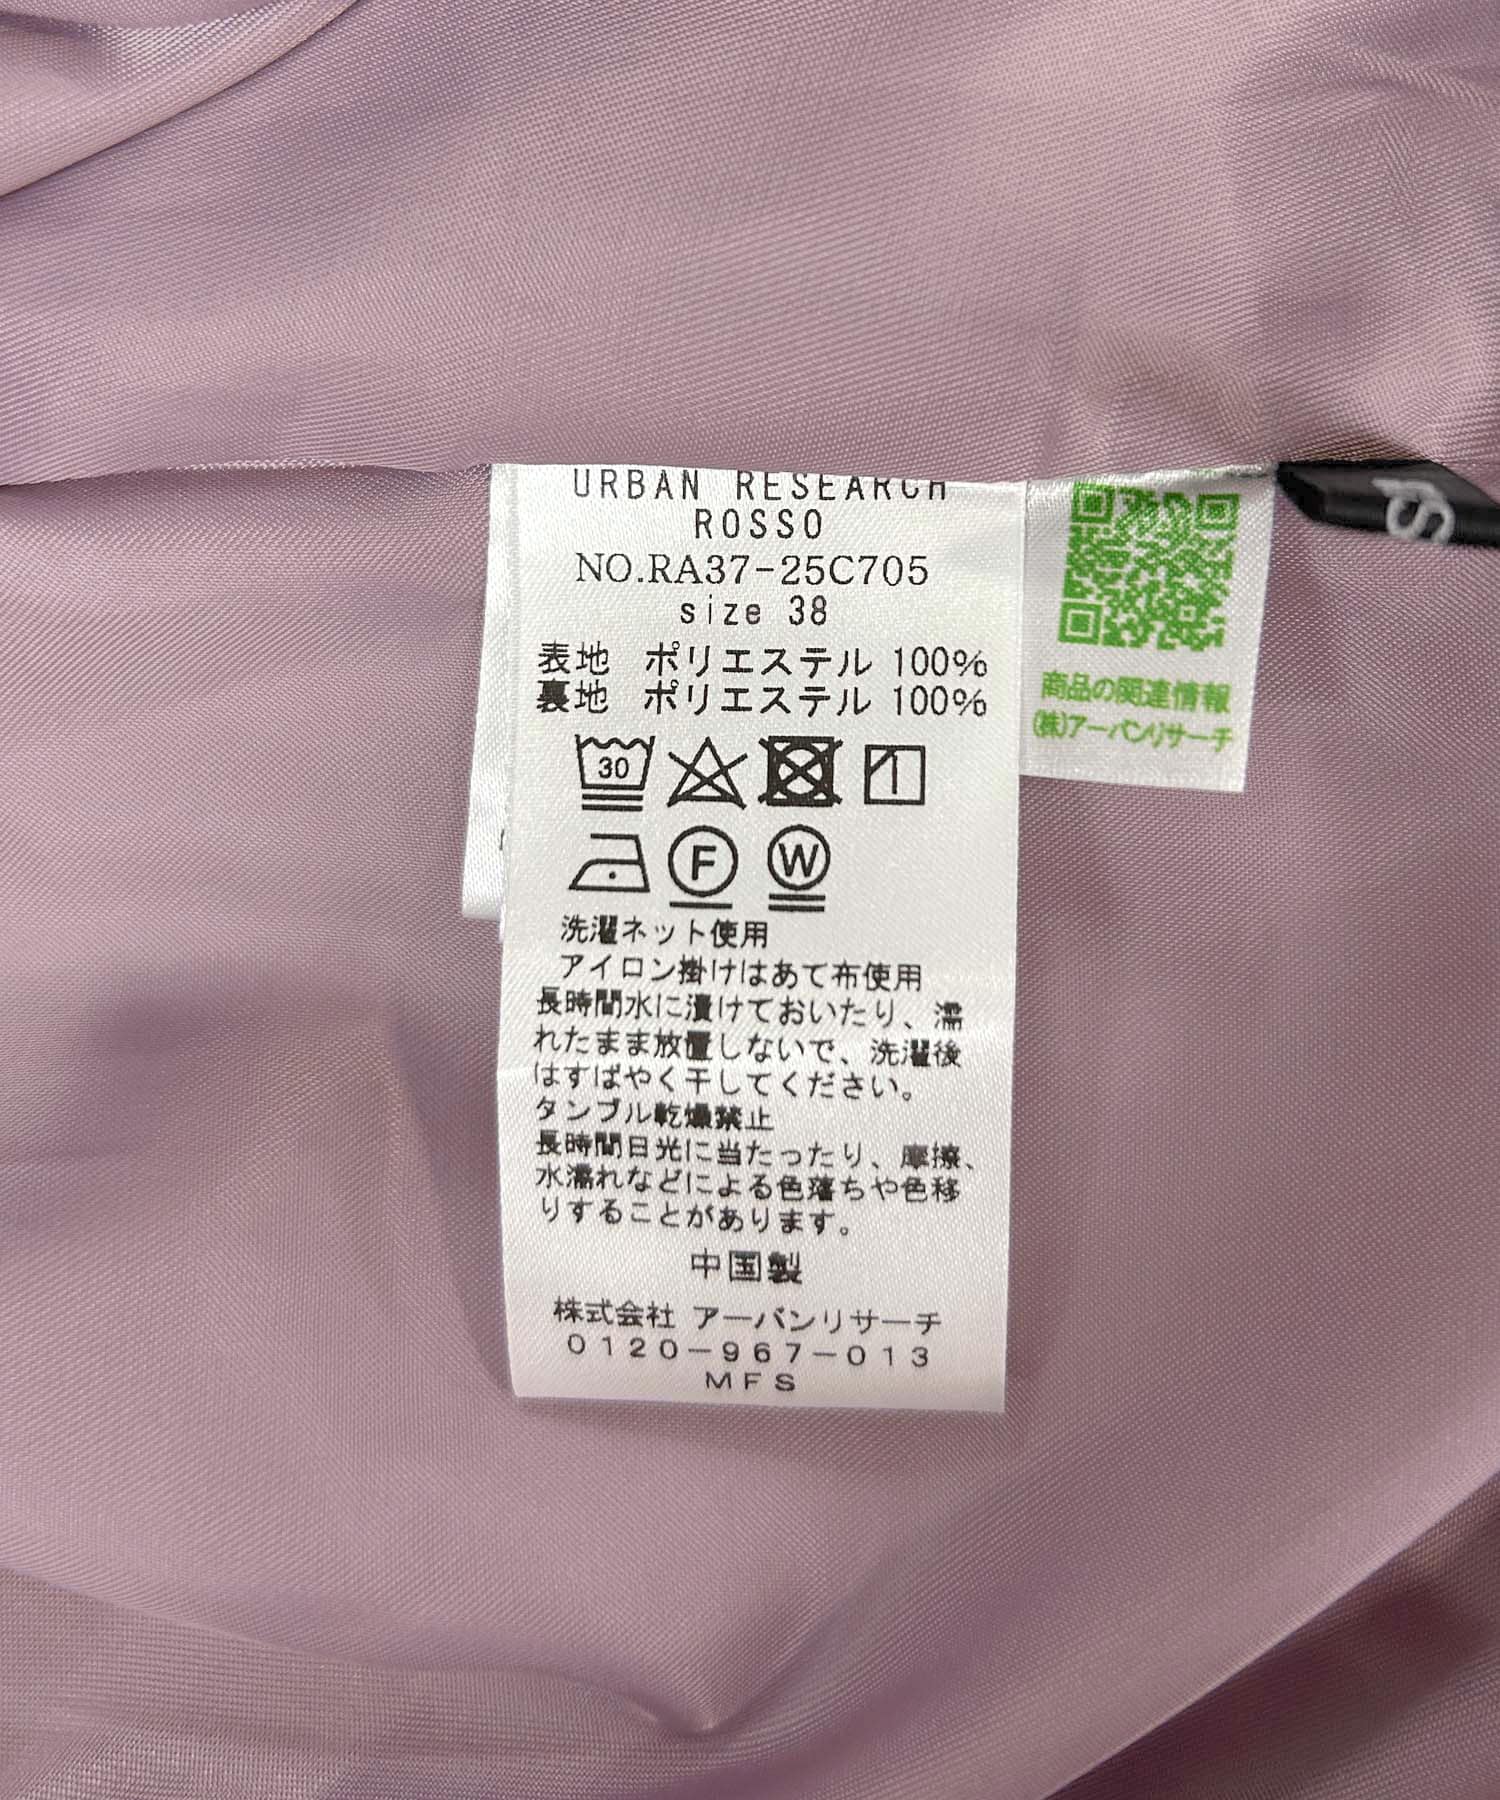 URBAN RESEARCH
ROSSO
NO.RA37-25C705
size 38
表地 ポリエステル 100%
裏地 ポリエステル 100%
30
F W
洗濯ネット使用
アイロン掛けはあて布使用
長時間水に漬けておいたり、濡
れたまま放置しないで、洗濯後
はすばやく干してください。
タンブル乾燥禁止
長時間日光に当たったり、摩擦、
水濡れなどによる色落ちや色移
りすることがあります。
中国製
株式会社 アーバンリサーチ
0120-967-013
MFS
商品の関連情報
(株)アーバンリサーチ